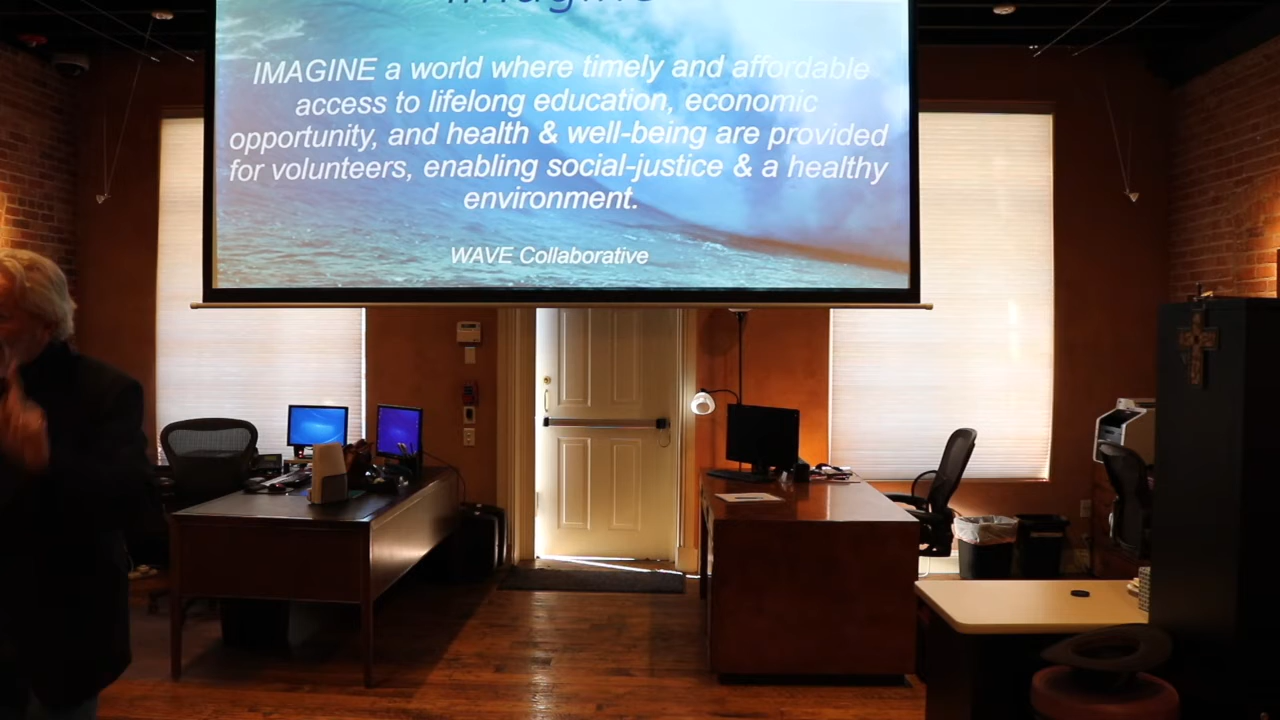 Imagine
IMAGINE a world where timely and affordable
access to lifelong education, economic
opportunity, and health & well-being are provided
for volunteers, enabling social-justice & a healthy
environment.
WAVE Collaborative